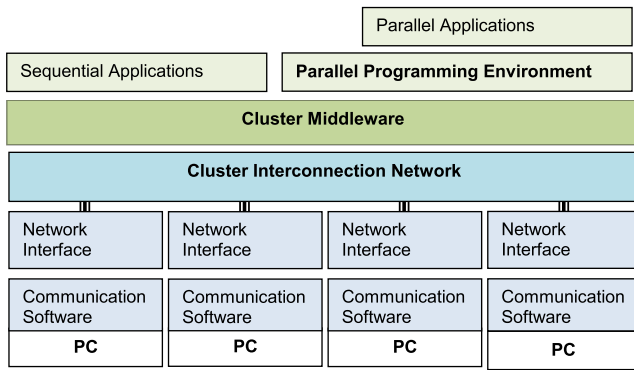 Parallel Applications
Sequential Applications
Parallel Programming Environment
Cluster Middleware
Cluster Interconnection Network
Network
Interface
Network
Interface
Network
Interface
Network
Interface
Communication
Software
Communication
Software
Communication
Software
Communication
Software
PC
PC
PC
PC